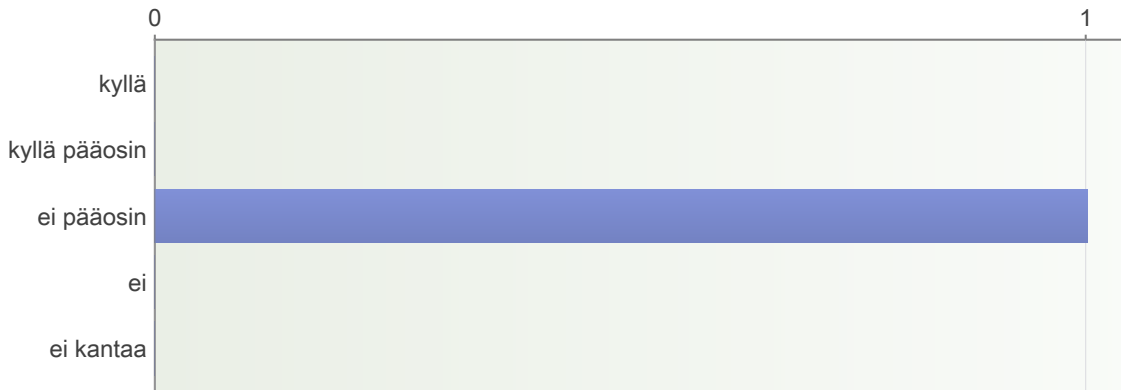 0 1
kyllä
kyllä pääosin
ei pääosin
ei
ei kantaa